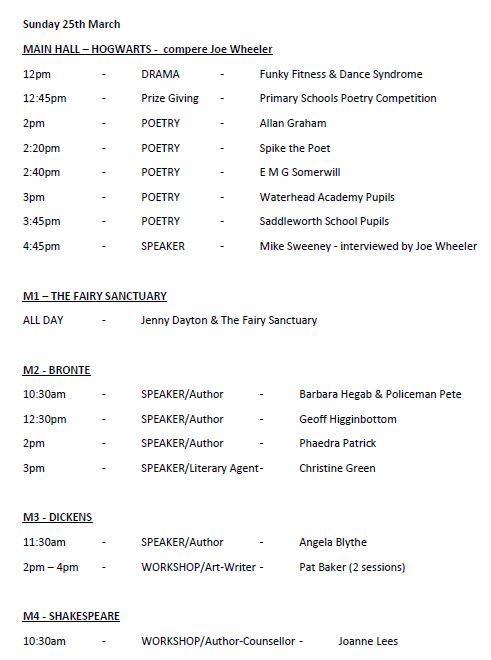 Sunday 25th March
MAIN HALL – HOGWARTS - compere Joe Wheeler
12pm - DRAMA - Funky Fitness & Dance Syndrome
12:45pm - Prize Giving - Primary Schools Poetry Competition
2pm - POETRY - Allan Graham
2:20pm - POETRY - Spike the Poet
2:40pm - POETRY - E M G Somerwill
3pm - POETRY - Waterhead Academy Pupils
3:45pm - POETRY - Saddleworth School Pupils
4:45pm - SPEAKER - Mike Sweeney - interviewed by Joe Wheeler
M1 – THE FAIRY SANCTUARY
ALL DAY - Jenny Dayton & The Fairy Sanctuary
M2 - BRONTE
10:30am - SPEAKER/Author - Barbara Hegab & Policeman Pete
12:30pm - SPEAKER/Author - Geoff Higginbottom
2pm - SPEAKER/Author - Phaedra Patrick
3pm - SPEAKER/Literary Agent- Christine Green
M3 - DICKENS
11:30am - SPEAKER/Author - Angela Blythe
2pm – 4pm - WORKSHOP/Art-Writer - Pat Baker (2 sessions)
M4 - SHAKESPEARE
10:30am - WORKSHOP/Author-Counsellor - Joanne Lees